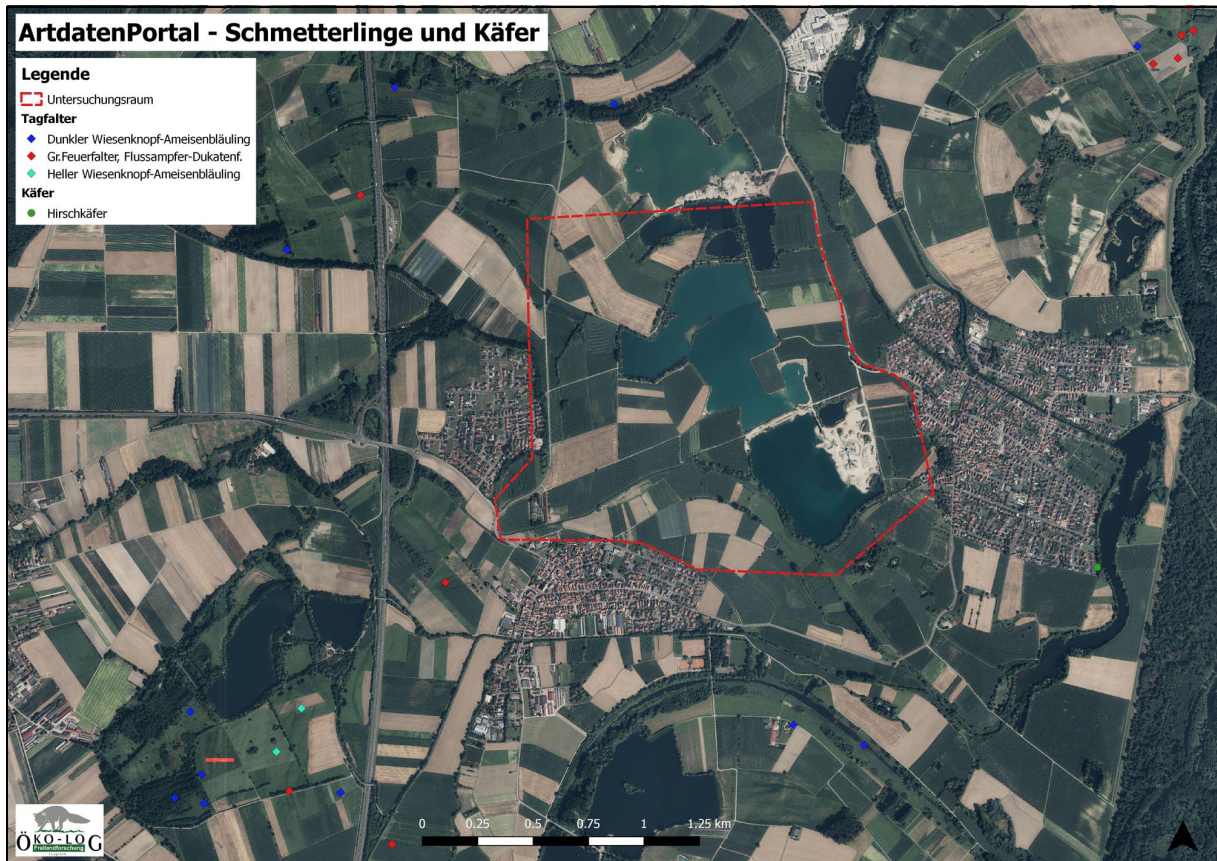 ArtdatenPortal - Schmetterlinge und Käfer
Legende
Untersuchungsraum
Tagfalter
Dunkler Wiesenknopf-Ameisenbläuling
Gr.Feuerfalter, Flussampfer-Dukatenf.
Heller Wiesenknopf-Ameisenbläuling
Käfer
Hirschkäfer
ÖKO-LOG
Freilandforschung
0 0.25 0.5 0.75 1 1.25 km